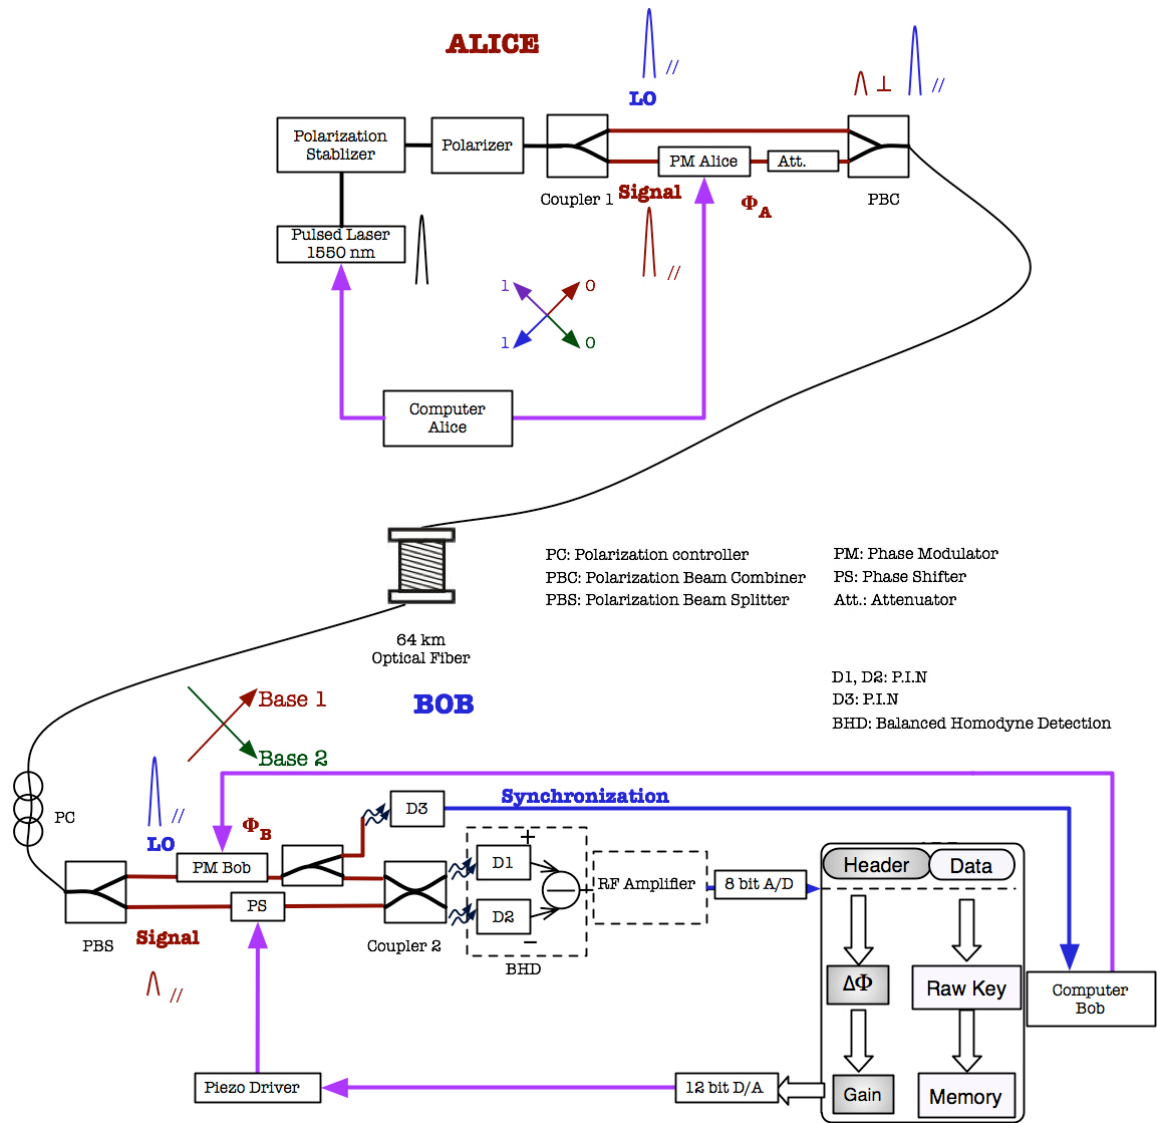 ALICE
//
LO
⊥
//
Polarization
Stablizer
Polarizer
PM Alice
Att.
Coupler 1
Signal
Φ_A
PBC
Pulsed Laser
1550 nm
//
1
0
1
0
Computer
Alice
64 km
Optical Fiber
PC: Polarization controller
PBC: Polarization Beam Combiner
PBS: Polarization Beam Splitter
PM: Phase Modulator
PS: Phase Shifter
Att.: Attenuator
D1, D2: P.I.N
D3: P.I.N
BHD: Balanced Homodyne Detection
BOB
Base 1
Base 2
PC
//
LO
Φ_B
PM Bob
D3
Synchronization
PS
PBS
Signal
//
Coupler 2
+
D1
D2
−
BHD
RF Amplifier
8 bit A/D
Header
Data
ΔΦ
Raw Key
Gain
Memory
Computer
Bob
Piezo Driver
12 bit D/A